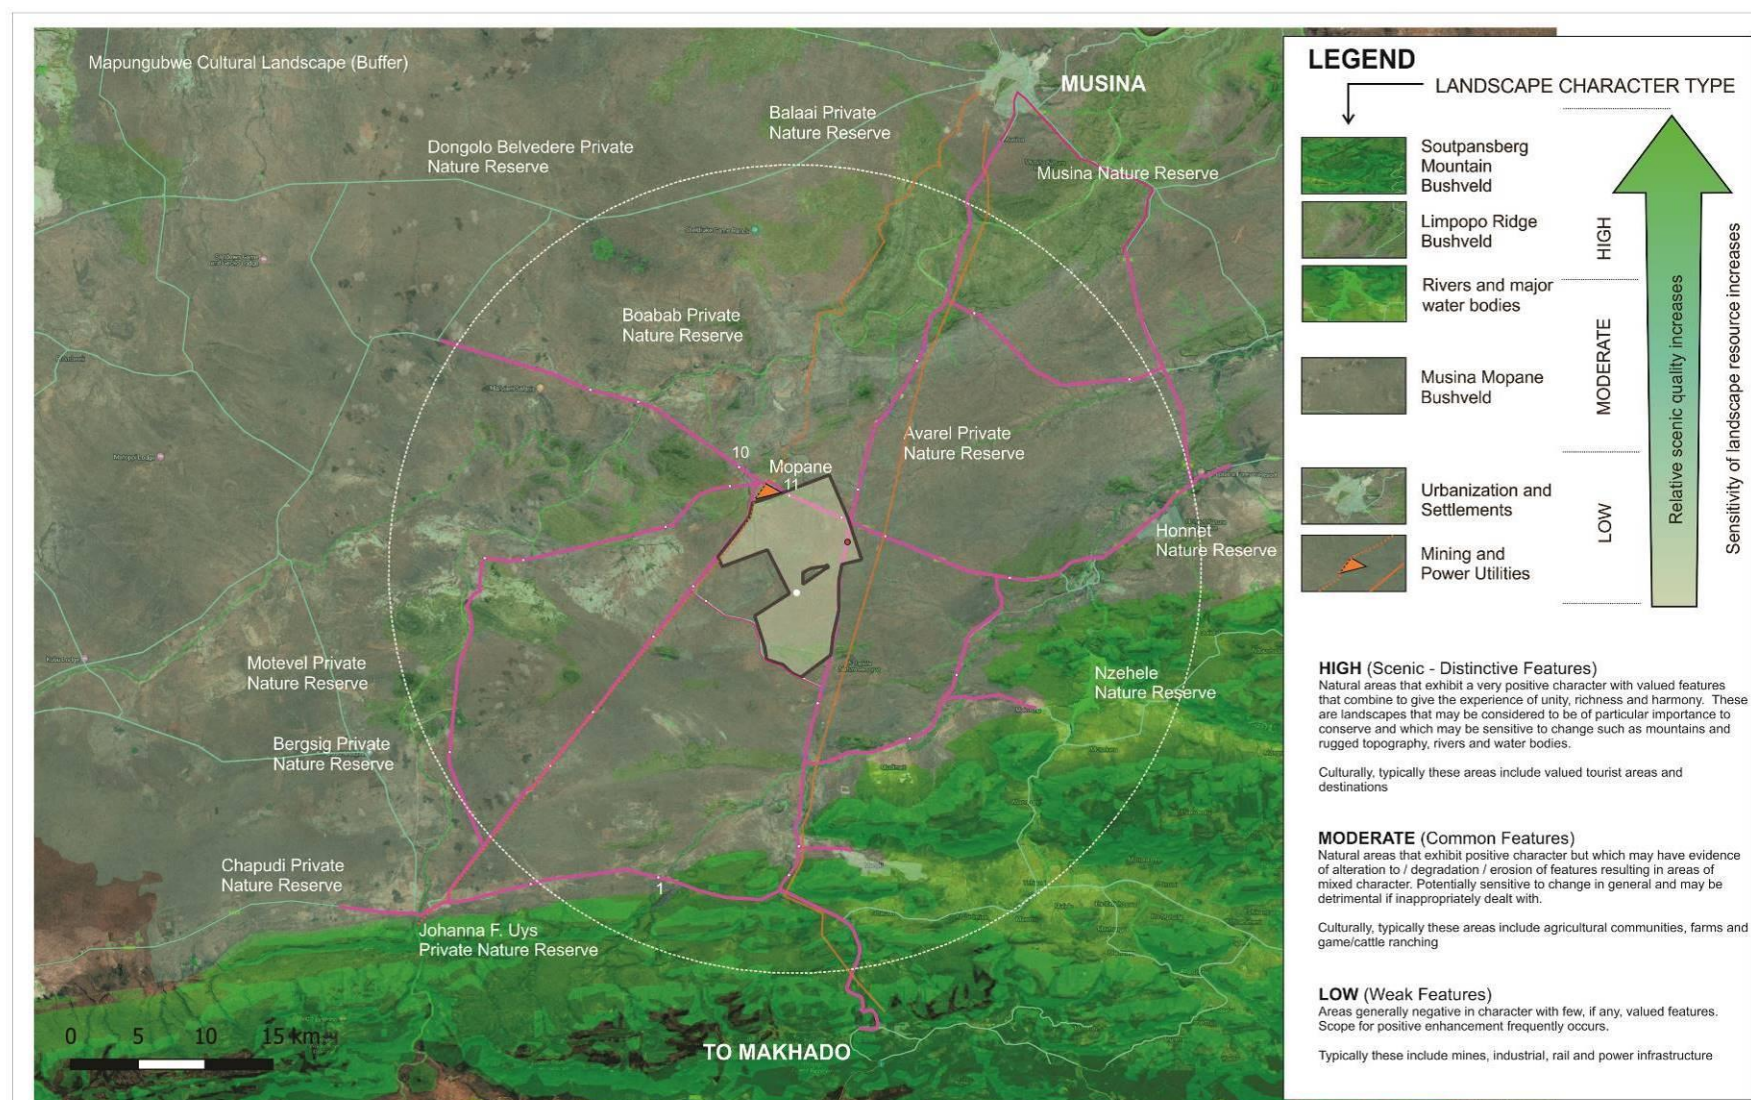 Mapungubwe Cultural Landscape (Buffer)
MUSINA
Balaai Private
Nature Reserve
Dongolo Belvedere Private
Nature Reserve
Musina Nature Reserve
Boabab Private
Nature Reserve
Avarel Private
Nature Reserve
10
Mopane
11
Honnet
Nature Reserve
Motevel Private
Nature Reserve
Nzehele
Nature Reserve
Bergsig Private
Nature Reserve
Chapudi Private
Nature Reserve
1
Johanna F. Uys
Private Nature Reserve
0 5 10 15 km
TO MAKHADO
LEGEND
LANDSCAPE CHARACTER TYPE
Soutpansberg
Mountain
Bushveld
Limpopo Ridge
Bushveld
Rivers and major
water bodies
Musina Mopane
Bushveld
Urbanization and
Settlements
Mining and
Power Utilities
HIGH
MODERATE
LOW
Relative scenic quality increases
Sensitivity of landscape resource increases
HIGH (Scenic - Distinctive Features)
Natural areas that exhibit a very positive character with valued features
that combine to give the experience of unity, richness and harmony. These
are landscapes that may be considered to be of particular importance to
conserve and which may be sensitive to change such as mountains and
rugged topography, rivers and water bodies.
Culturally, typically these areas include valued tourist areas and
destinations
MODERATE (Common Features)
Natural areas that exhibit positive character but which may have evidence
of alteration to / degradation / erosion of features resulting in areas of
mixed character. Potentially sensitive to change in general and may be
detrimental if inappropriately dealt with.
Culturally, typically these areas include agricultural communities, farms and
game/cattle ranching
LOW (Weak Features)
Areas generally negative in character with few, if any, valued features.
Scope for positive enhancement frequently occurs.
Typically these include mines, industrial, rail and power infrastructure